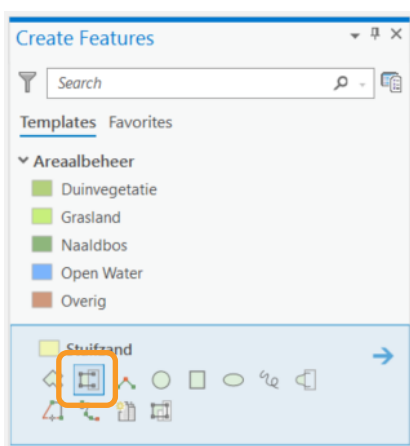 Create Features
Search
Templates Favorites
Areaalbeheer
Duinvegetatie
Grasland
Naaldbos
Open Water
Overig
Stuifzand